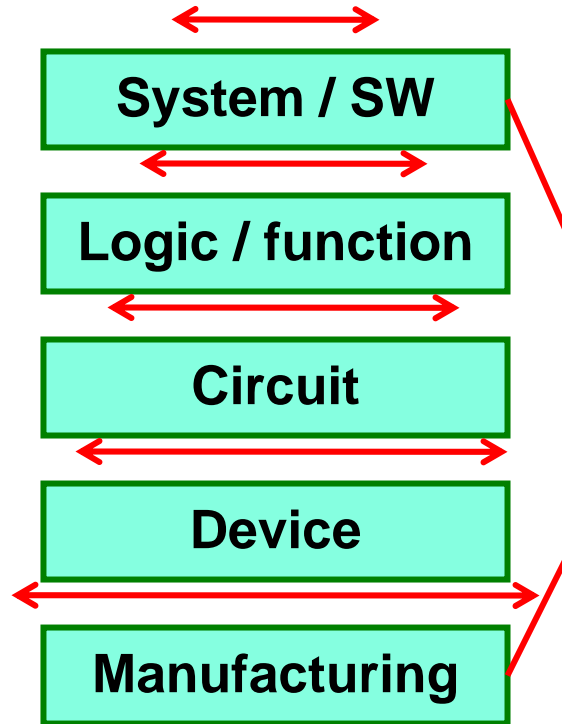 System / SW
Logic / function
Circuit
Device
Manufacturing